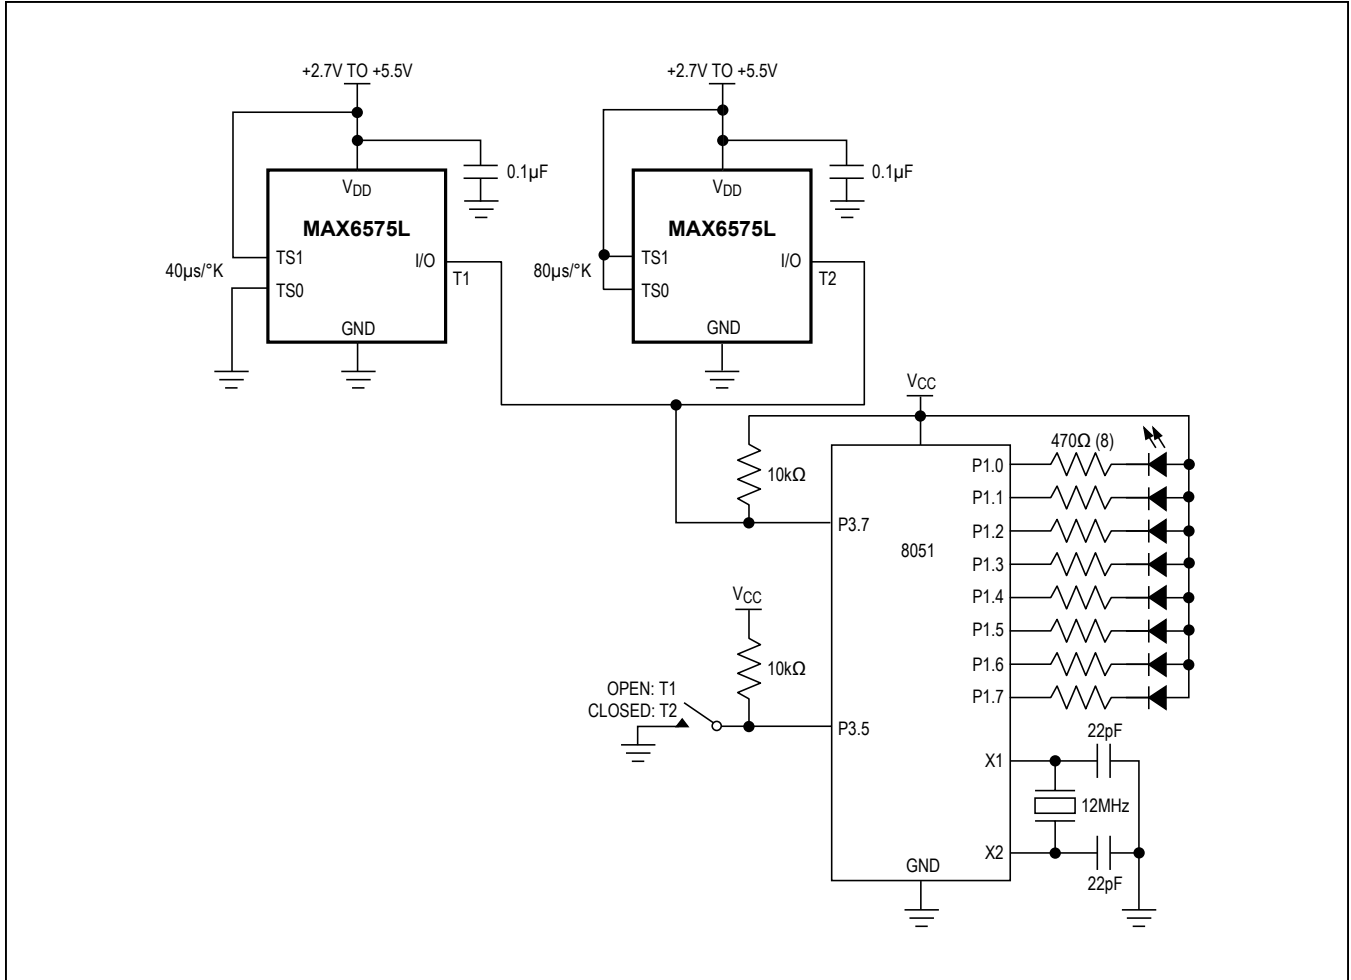 +2.7V TO +5.5V
+2.7V TO +5.5V
0.1µF
0.1µF
VDD
VDD
MAX6575L
MAX6575L
TS1
I/O
TS1
I/O
40µs/°K
T1
80µs/°K
T2
TS0
TS0
GND
GND
VCC
470Ω (8)
P1.0
10kΩ
P1.1
P3.7
P1.2
8051
P1.3
VCC
P1.4
P1.5
10kΩ
P1.6
OPEN: T1
P1.7
CLOSED: T2
P3.5
22pF
X1
12MHz
X2
GND
22pF